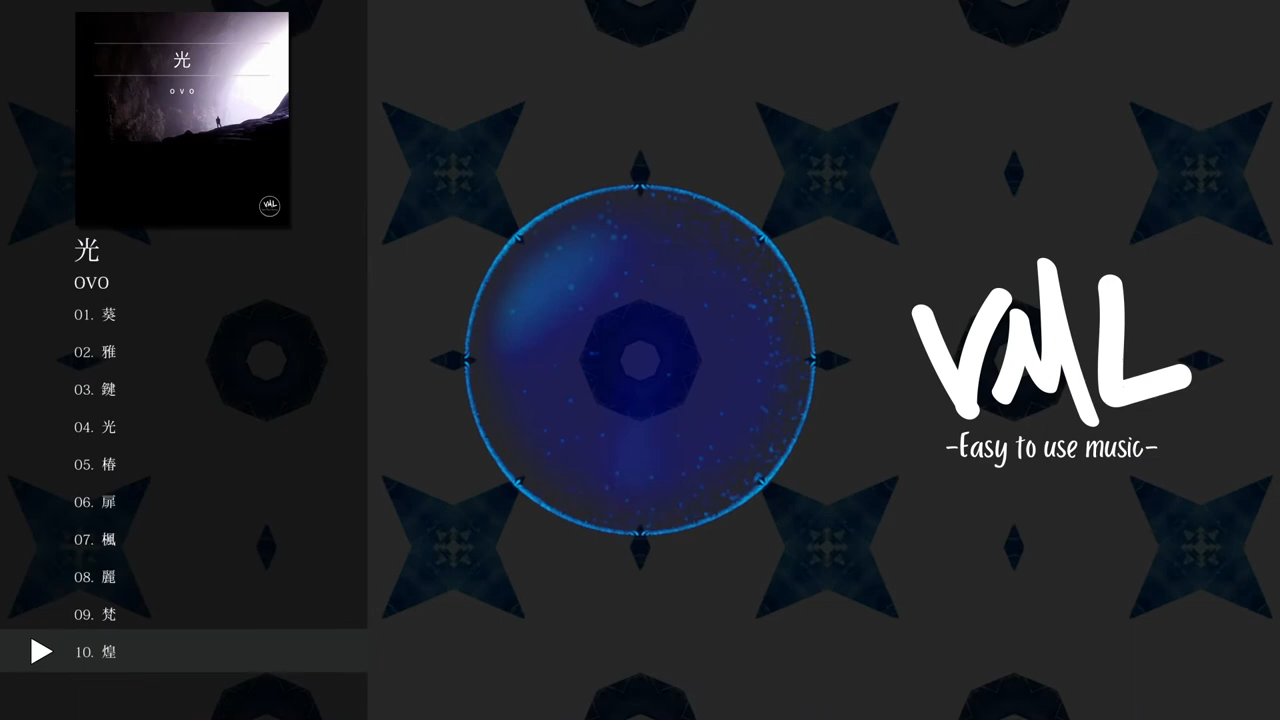 光
OVO
VML
光
OVO
01. 葵
02. 雅
03. 鍵
04. 光
05. 椿
06. 扉
07. 楓
08. 麗
09. 梵
10. 煌
VML
-Easy to use music-